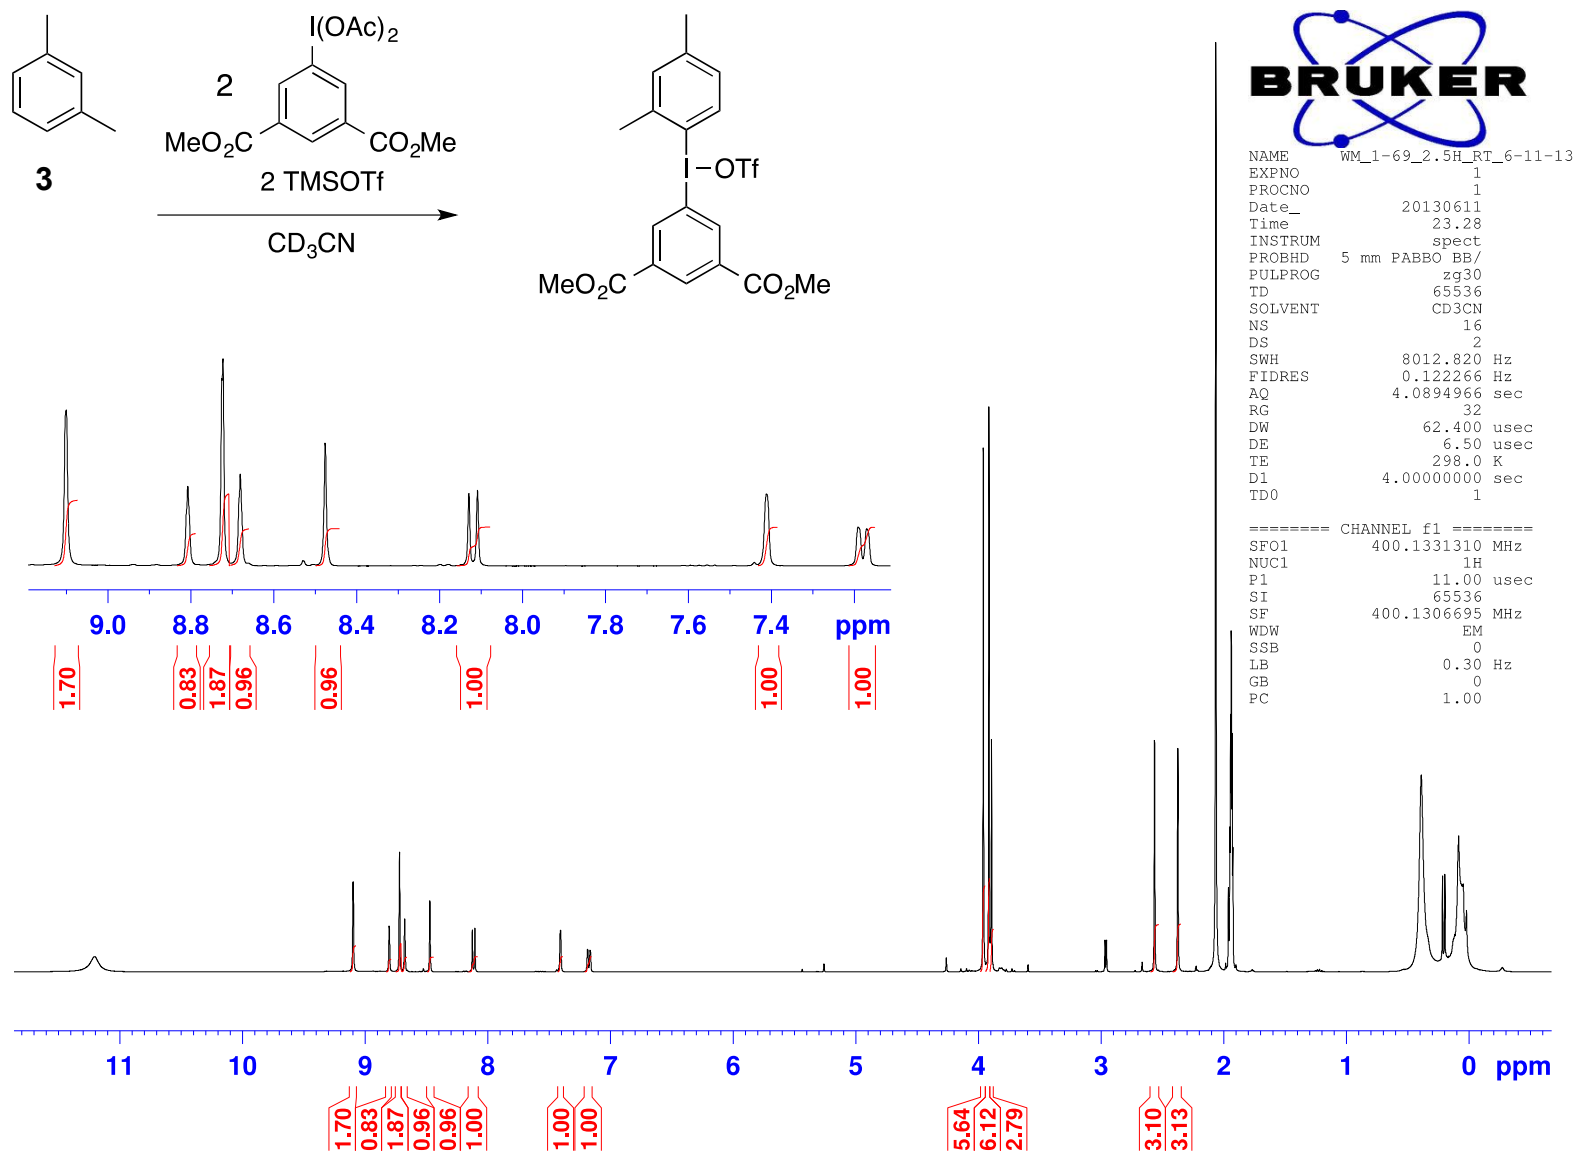 I(OAc)2
2
MeO2C
CO2Me
3
2 TMSOTf
CD3CN
I
OTf
MeO2C
CO2Me
BRUKER
NAME WM_1-69_2.5H_RT_6-11-13
EXPNO 1
PROCNO 1
Date_ 20130611
Time 23.28
INSTRUM spect
PROBHD 5 mm PABBO BB/
PULPROG zg30
TD 65536
SOLVENT CD3CN
NS 16
DS 2
SWH 8012.820 Hz
FIDRES 0.122266 Hz
AQ 4.0894966 sec
RG 32
DW 62.400 usec
DE 6.50 usec
TE 298.0 K
D1 4.00000000 sec
TD0 1
======== CHANNEL f1 ========
SFO1 400.1331310 MHz
NUC1 1H
P1 11.00 usec
SI 65536
SF 400.1306695 MHz
WDW EM
SSB 0
LB 0.30 Hz
GB 0
PC 1.00
9.0 8.8 8.6 8.4 8.2 8.0 7.8 7.6 7.4 ppm
1.70 0.83 1.87 0.96 0.96 1.00 1.00 1.00
11 10 9 8 7 6 5 4 3 2 1 0 ppm
1.70 0.83 1.87 0.96 0.96 1.00 1.00 1.00 5.64 6.12 2.79 3.10 3.13